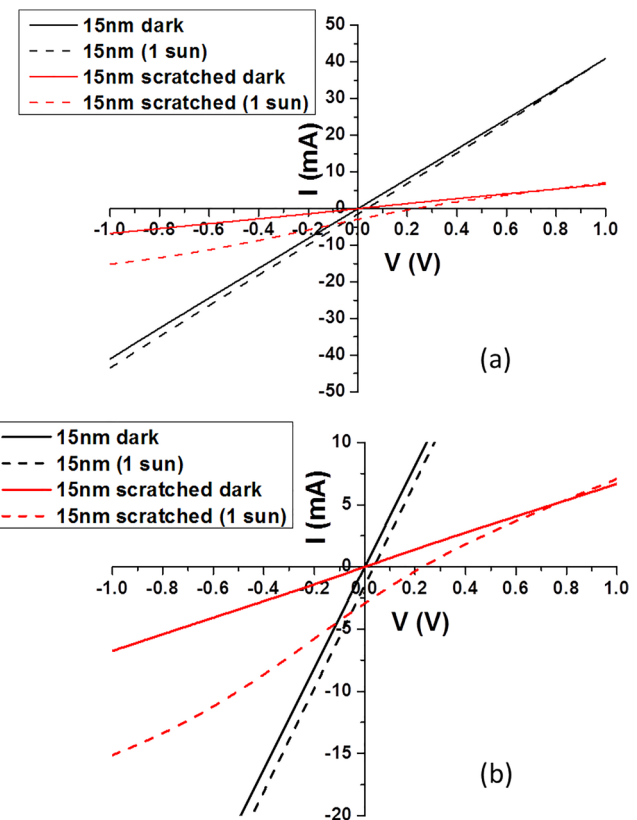 15nm dark
15nm (1 sun)
15nm scratched dark
15nm scratched (1 sun)
50
40
30
20
10
0
-10
-20
-30
-40
-50
I (mA)
-1.0 -0.8 -0.6 -0.4 -0.2 0.0 0.2 0.4 0.6 0.8 1.0
V (V)
(a)
15nm dark
15nm (1 sun)
15nm scratched dark
15nm scratched (1 sun)
10
5
0
-5
-10
-15
-20
I (mA)
-1.0 -0.8 -0.6 -0.4 -0.2 0.0 0.2 0.4 0.6 0.8 1.0
V (V)
(b)